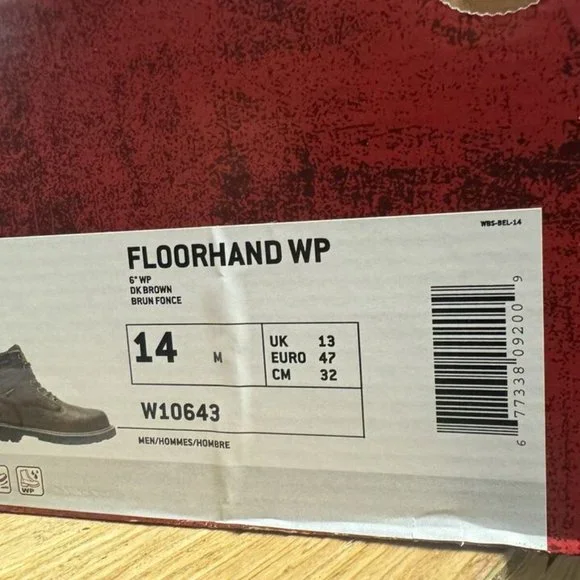 WBS-BEL-14
FLOORHAND WP
6" WP
DK BROWN
BRUN FONCE
14 M
UK 13
EURO 47
CM 32
W10643
MEN/HOMMES/HOMBRE
WP
6 77338 09200 9